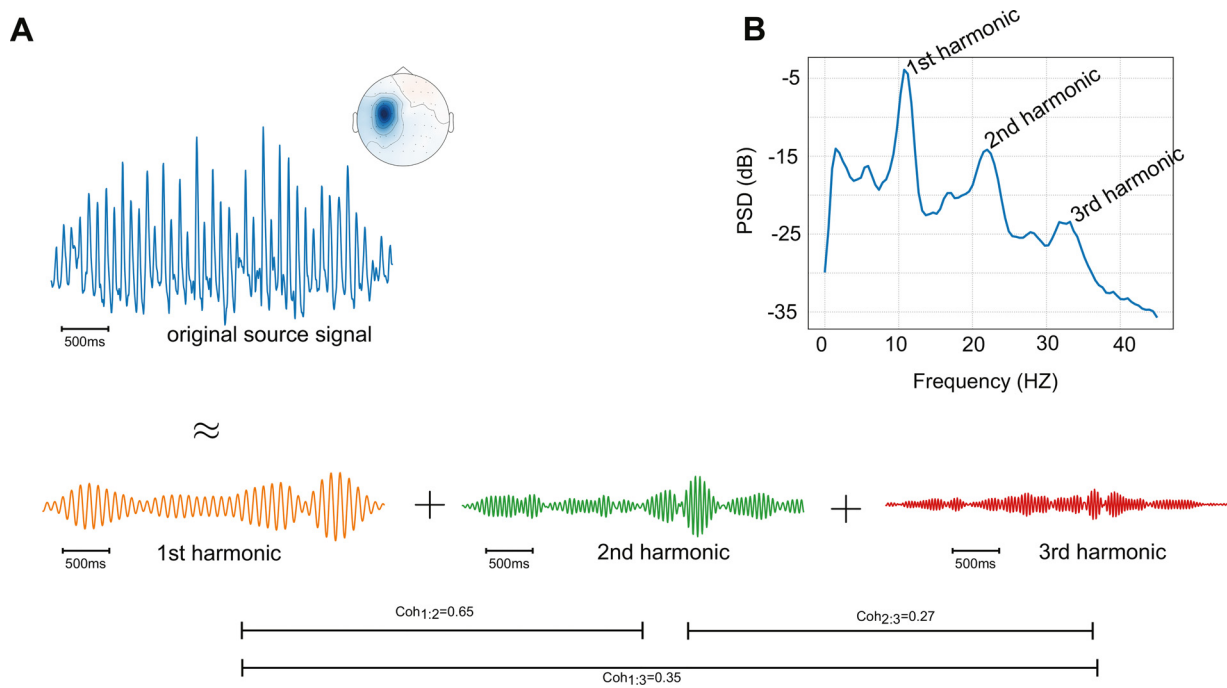 A
original source signal
500ms
B
1st harmonic
2nd harmonic
3rd harmonic
PSD (dB)
-5
-15
-25
-35
0
10
20
30
40
Frequency (HZ)
≈
+
+
500ms
1st harmonic
500ms
2nd harmonic
500ms
3rd harmonic
Coh1:2=0.65
Coh2:3=0.27
Coh1:3=0.35